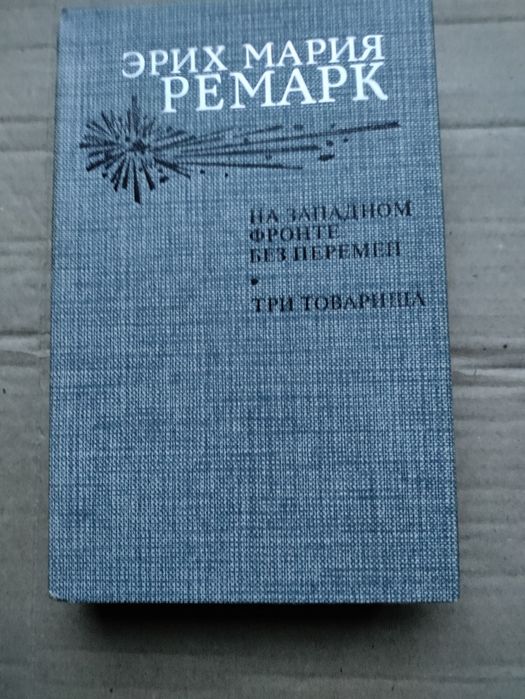 ЭРИХ МАРИЯ
РЕМАРК
НА ЗАПАДНОМ
ФРОНТЕ
БЕЗ ПЕРЕМЕН
•
ТРИ ТОВАРИЩА